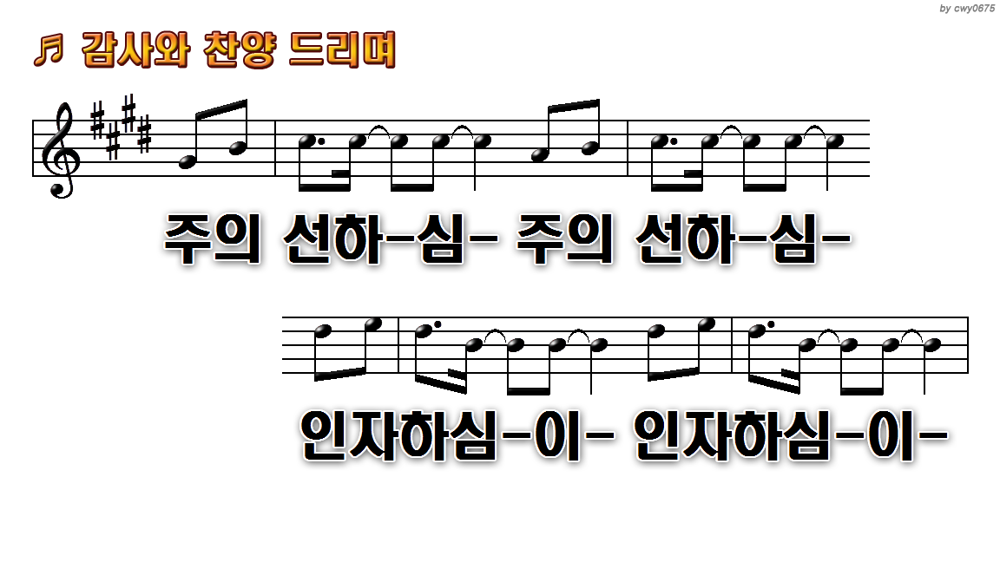 by cwy0675
♬ 감사와 찬양 드리며
주의 선하-심- 주의 선하-심-
인자하심-이- 인자하심-이-